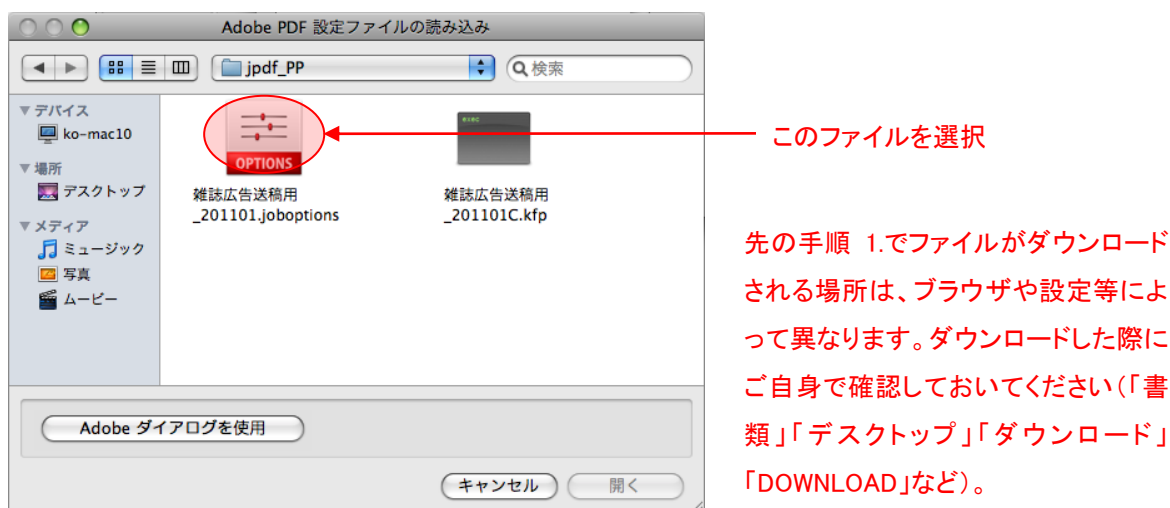 Adobe PDF 設定ファイルの読み込み
jpdf_PP
検索
デバイス
ko-mac10
場所
デスクトップ
メディア
ミュージック
写真
ムービー
exec
OPTIONS
雑誌広告送稿用
_201101.joboptions
雑誌広告送稿用
_201101C.kfp
Adobe ダイアログを使用
キャンセル
開く
このファイルを選択
先の手順 1.でファイルがダウンロード
される場所は、ブラウザや設定等によ
って異なります。ダウンロードした際に
ご自身で確認しておいてください(「書
類」「デスクトップ」「ダウンロード」
「DOWNLOAD」など)。